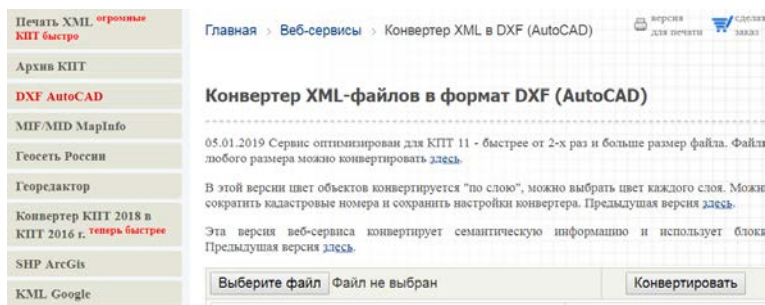 Печать XML огромные
КПТ быстро
Архив КПТ
DXF AutoCAD
MIF/MID MapInfo
Геосеть России
Георедактор
Конвертер КПТ 2018 в
КПТ 2016 г. теперь быстрее
SHP ArcGis
KML Google
Главная > Веб-сервисы > Конвертер XML в DXF (AutoCAD)
версия
для печати
сделат
заказ
Конвертер XML-файлов в формат DXF (AutoCAD)
05.01.2019 Сервис оптимизирован для КПТ 11 - быстрее от 2-х раз и больше размер файла. Файлы
любого размера можно конвертировать здесь.
В этой версии цвет объектов конвертируется "по слою", можно выбрать цвет каждого слоя. Можн
сократить кадастровые номера и сохранить настройки конвертера. Предыдущая версия здесь.
Эта версия веб-сервиса конвертирует семантическую информацию и использует блоки
Предыдущая версия здесь.
Выберите файл Файл не выбран
Конвертировать